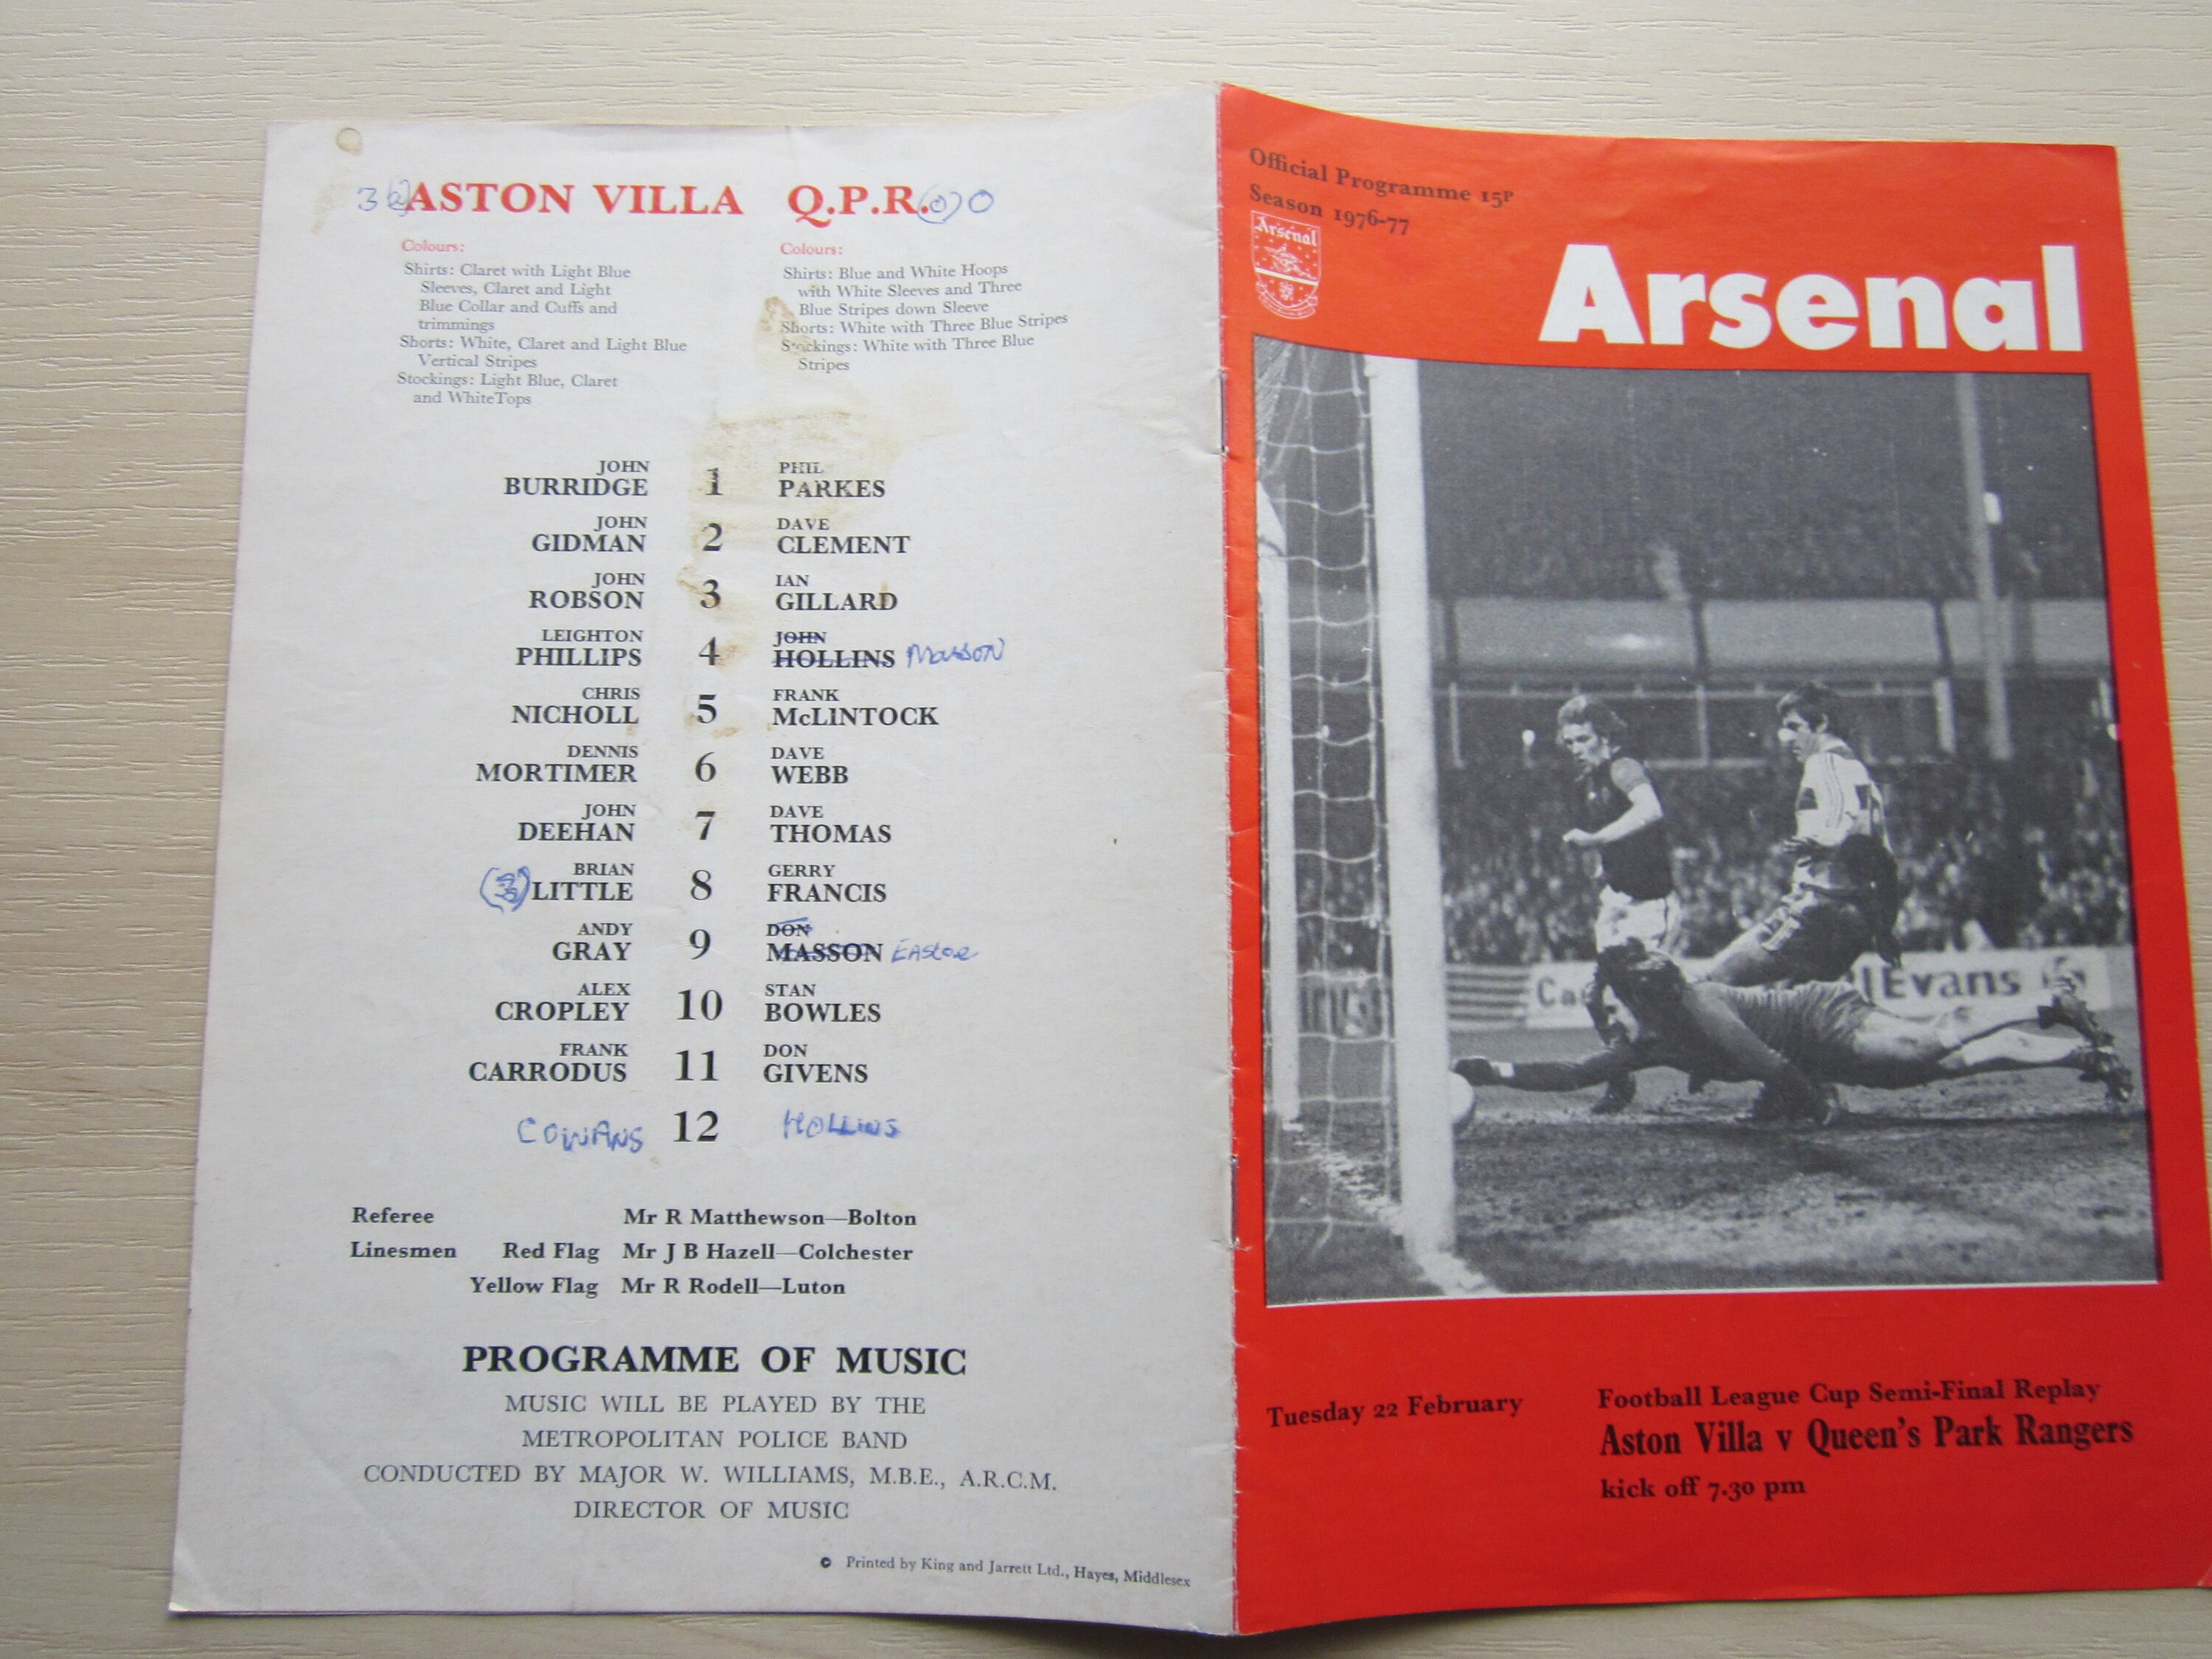 3 (2) ASTON VILLA Q.P.R. (0) 0
Colours:
Shirts: Claret with Light Blue
Sleeves, Claret and Light
Blue Collar and Cuffs and
trimmings
Shorts: White, Claret and Light Blue
Vertical Stripes
Stockings: Light Blue, Claret
and White Tops
Colours:
Shirts: Blue and White Hoops
with White Sleeves and Three
Blue Stripes down Sleeve
Shorts: White with Three Blue Stripes
Stockings: White with Three Blue
Stripes
JOHN PHIL
BURRIDGE 1 PARKES
JOHN DAVE
GIDMAN 2 CLEMENT
JOHN IAN
ROBSON 3 GILLARD
LEIGHTON JOHN
PHILLIPS 4 HOLLINS Masson
CHRIS FRANK
NICHOLL 5 McLINTOCK
DENNIS DAVE
MORTIMER 6 WEBB
JOHN DAVE
DEEHAN 7 THOMAS
BRIAN GERRY
(3) LITTLE 8 FRANCIS
ANDY DON
GRAY 9 MASSON Eastoe
ALEX STAN
CROPLEY 10 BOWLES
FRANK DON
CARRODUS 11 GIVENS
COWANS 12 HOLLINS
Referee Mr R Matthewson—Bolton
Linesmen Red Flag Mr J B Hazell—Colchester
Yellow Flag Mr R Rodell—Luton
PROGRAMME OF MUSIC
MUSIC WILL BE PLAYED BY THE
METROPOLITAN POLICE BAND
CONDUCTED BY MAJOR W. WILLIAMS, M.B.E., A.R.C.M.
DIRECTOR OF MUSIC
© Printed by King and Jarrett Ltd., Hayes, Middlesex
Official Programme 15P
Season 1976-77
Arsenal
Arsenal
Evans
Tuesday 22 February
Football League Cup Semi-Final Replay
Aston Villa v Queen's Park Rangers
kick off 7.30 pm